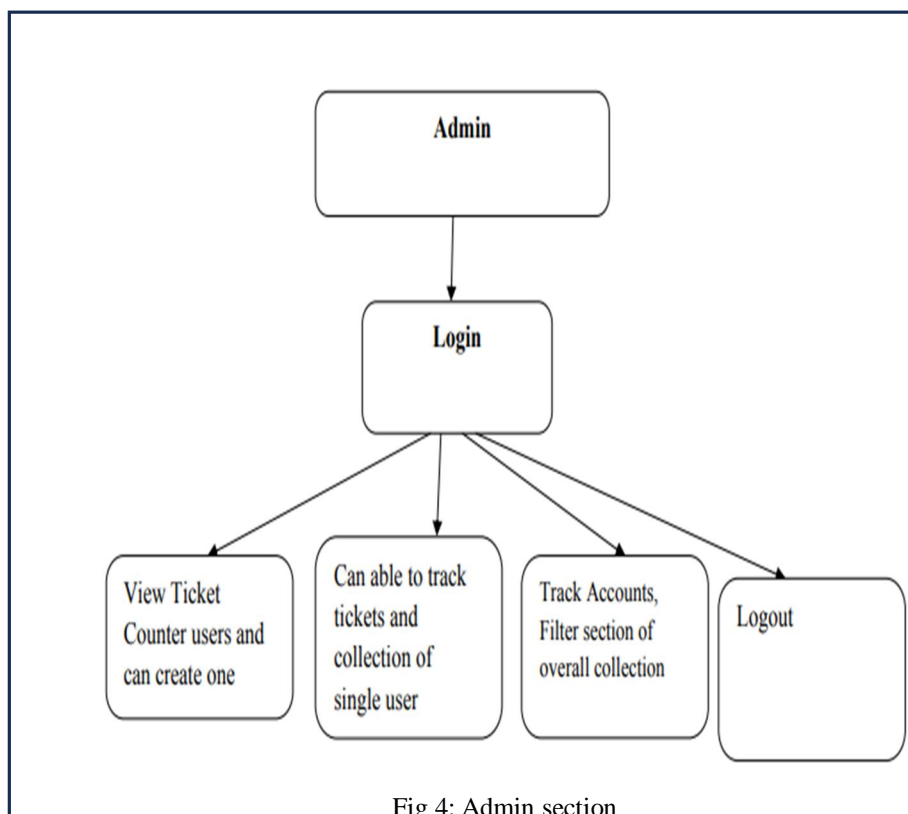 Admin
Login
View Ticket
Counter users and
can create one
Can able to track
tickets and
collection of
single user
Track Accounts,
Filter section of
overall collection
Logout
Fig 4: Admin section